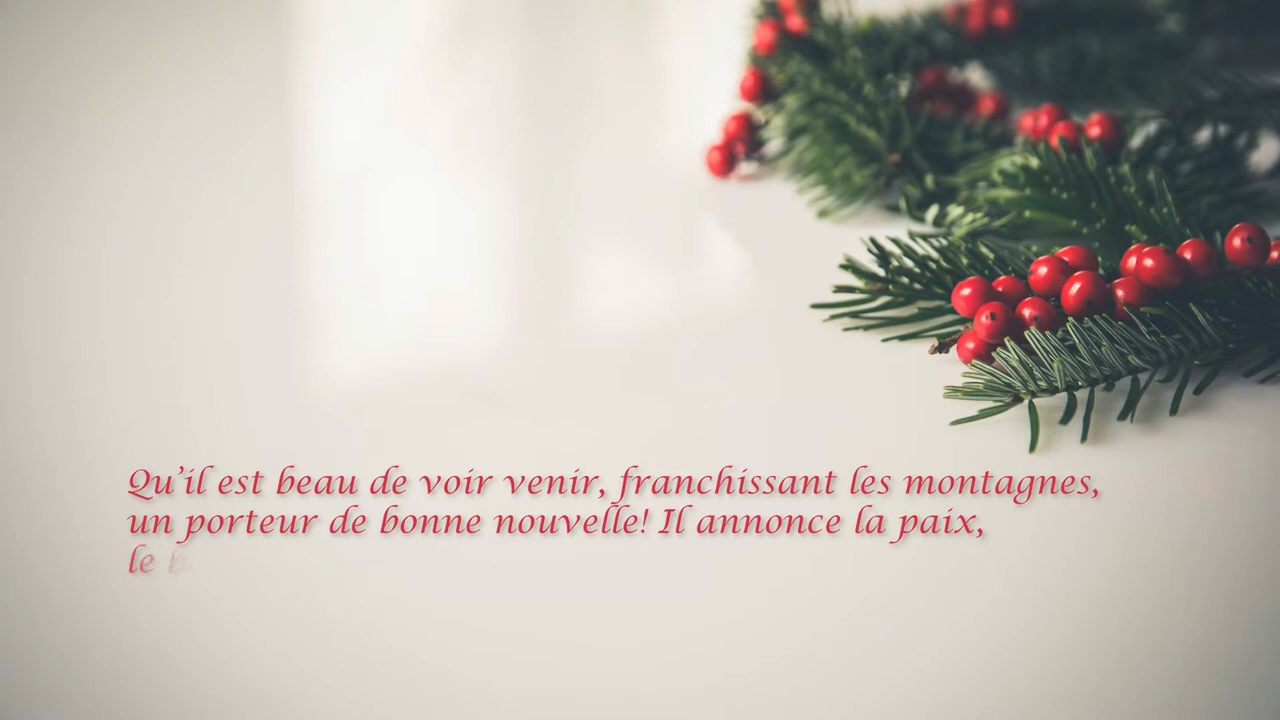 Qu’il est beau de voir venir, franchissant les montagnes,
un porteur de bonne nouvelle! Il annonce la paix,
le